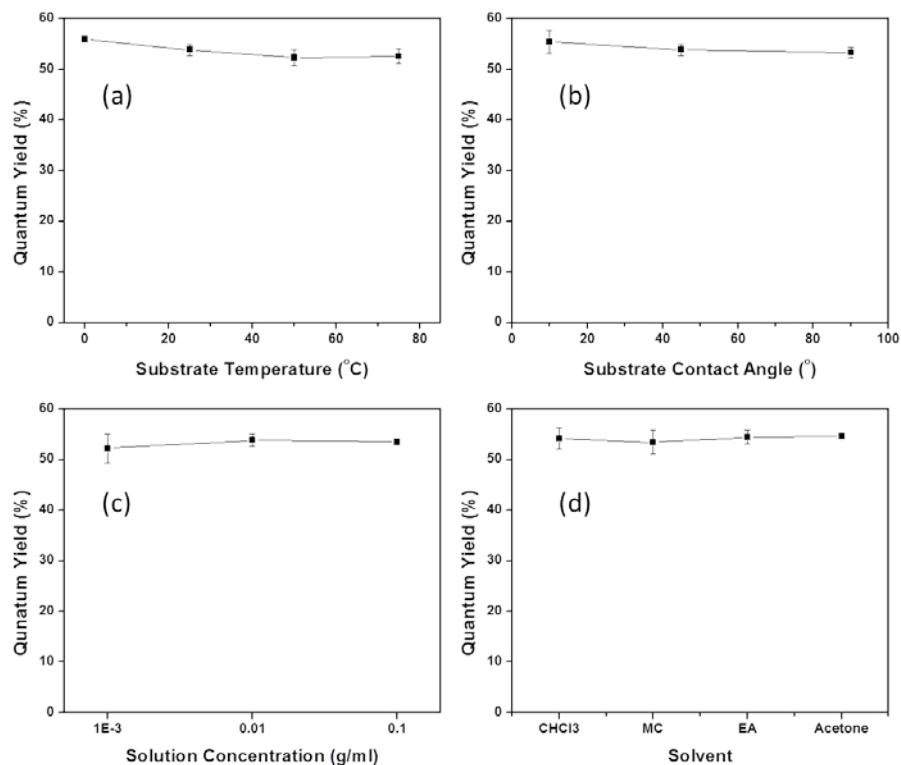 60
50
40
30
20
10
0
Quantum Yield (%)
(a)
0 20 40 60 80
Substrate Temperature (°C)
60
50
40
30
20
10
0
Quantum Yield (%)
(b)
0 20 40 60 80 100
Substrate Contact Angle (°)
60
50
40
30
20
10
0
Qunatum Yield (%)
(c)
1E-3 0.01 0.1
Solution Concentration (g/ml)
60
50
40
30
20
10
0
Quantum Yield (%)
(d)
CHCl3 MC EA Acetone
Solvent